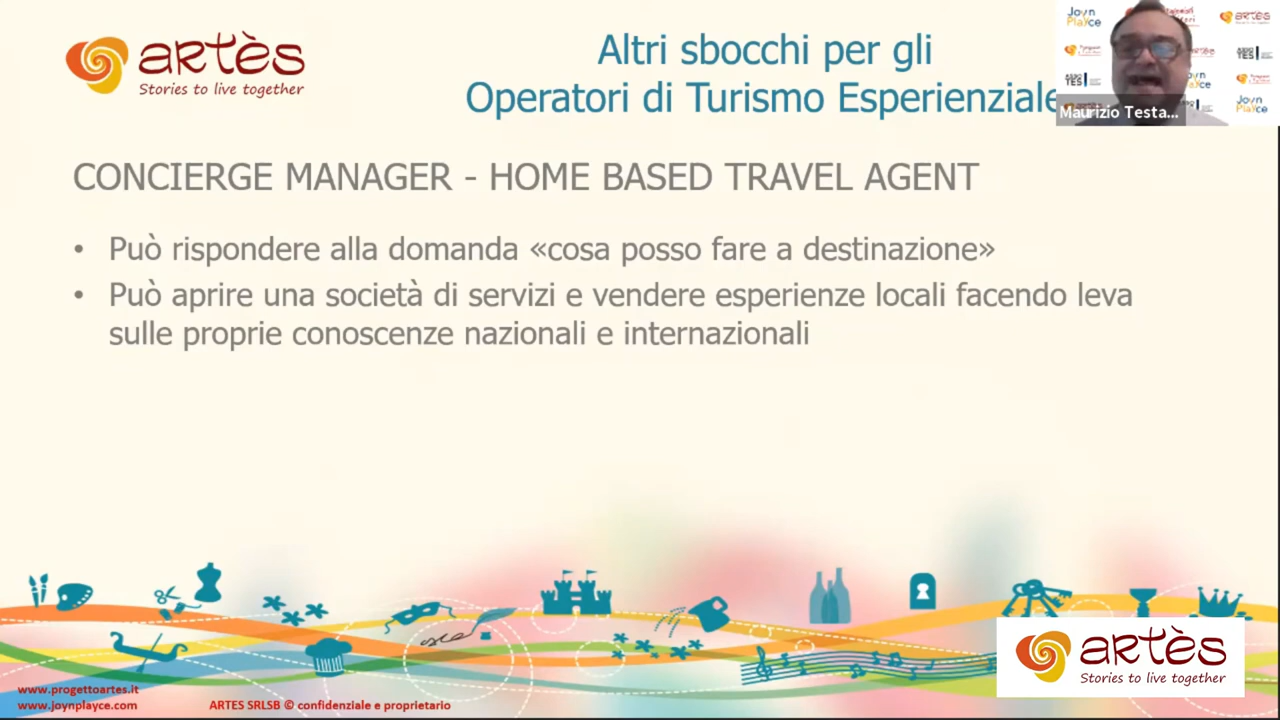 artès
Stories to live together
Altri sbocchi per gli
Operatori di Turismo Esperienziale
Maurizio Testa...
CONCIERGE MANAGER - HOME BASED TRAVEL AGENT
• Può rispondere alla domanda «cosa posso fare a destinazione»
• Può aprire una società di servizi e vendere esperienze locali facendo leva
sulle proprie conoscenze nazionali e internazionali
artès
Stories to live together
www.progettoartes.it
www.joynplayce.com
ARTES SRLSB © confidenziale e proprietario